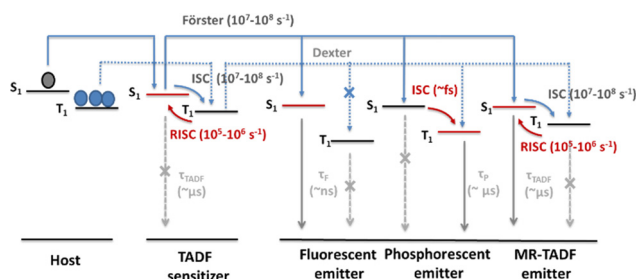 Förster (10⁷-10⁸ s⁻¹)
Dexter
S₁
T₁
S₁
ISC (10⁷-10⁸ s⁻¹)
T₁
RISC (10⁵-10⁶ s⁻¹)
S₁
T₁
S₁
ISC (~fs)
T₁
S₁
ISC (10⁷-10⁸ s⁻¹)
T₁
RISC (10⁵-10⁶ s⁻¹)
τTADF
(~μs)
τF
(~ns)
τP
(~ μs)
τTADF
(~μs)
Host
TADF
sensitizer
Fluorescent
emitter
Phosphorescent
emitter
MR-TADF
emitter